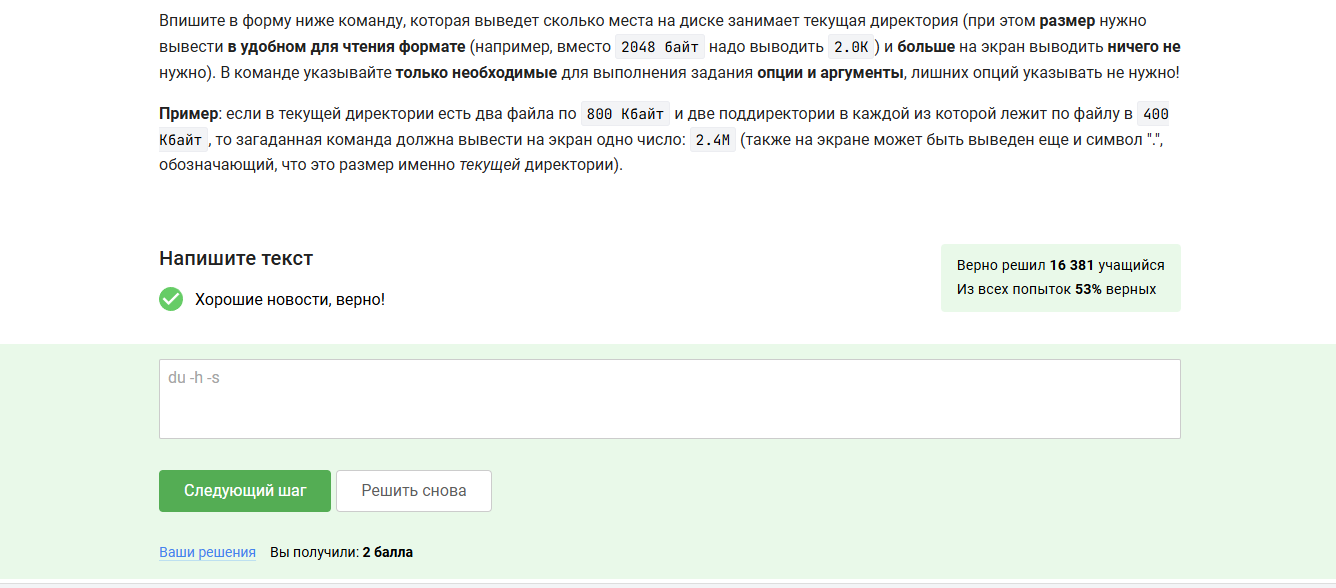 Впишите в форму ниже команду, которая выведет сколько места на диске занимает текущая директория (при этом размер нужно
вывести в удобном для чтения формате (например, вместо 2048 байт надо выводить 2.0K) и больше на экран выводить ничего не
нужно). В команде указывайте только необходимые для выполнения задания опции и аргументы, лишних опций указывать не нужно!
Пример: если в текущей директории есть два файла по 800 Кбайт и две поддиректории в каждой из которой лежит по файлу в 400
Кбайт, то загаданная команда должна вывести на экран одно число: 2.4M (также на экране может быть выведен еще и символ ".",
обозначающий, что это размер именно текущей директории).
Напишите текст
Верно решил 16 381 учащийся
Из всех попыток 53% верных
Хорошие новости, верно!
du -h -s
Следующий шаг
Решить снова
Ваши решения Вы получили: 2 балла